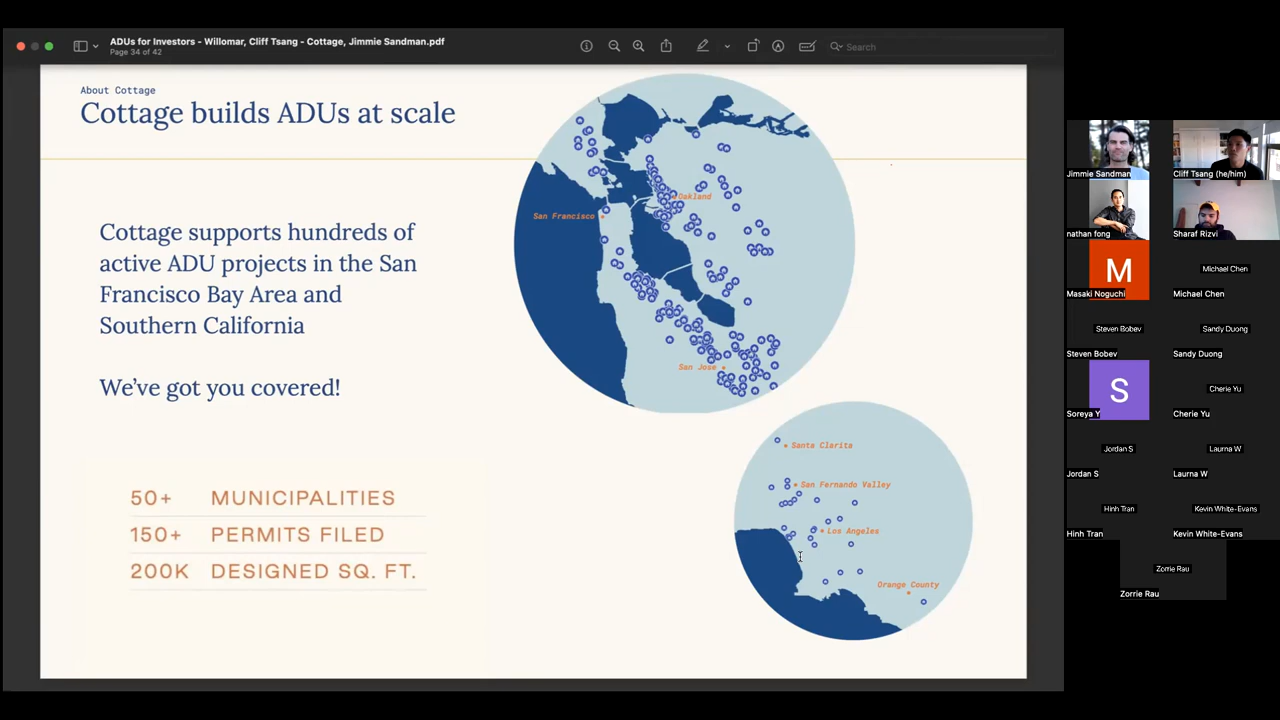 ADUs for Investors - Willomar, Cliff Tsang - Cottage, Jimmie Sandman.pdf
Page 34 of 42
Search
About Cottage
Cottage builds ADUs at scale
Cottage supports hundreds of
active ADU projects in the San
Francisco Bay Area and
Southern California
We've got you covered!
50+ MUNICIPALITIES
150+ PERMITS FILED
200K DESIGNED SQ. FT.
Oakland
San Francisco
San Jose
Santa Clarita
San Fernando Valley
Los Angeles
Orange County
Jimmie Sandman
Cliff Tsang (he/him)
nathan fong
Sharaf Rizvi
M
Masaki Noguchi
Michael Chen
Michael Chen
Steven Bobev
Steven Bobev
Sandy Duong
Sandy Duong
S
Soreya Y
Cherie Yu
Cherie Yu
Jordan S
Jordan S
Laurna W
Laurna W
Hinh Tran
Hinh Tran
Kevin White-Evans
Kevin White-Evans
Zorrie Rau
Zorrie Rau